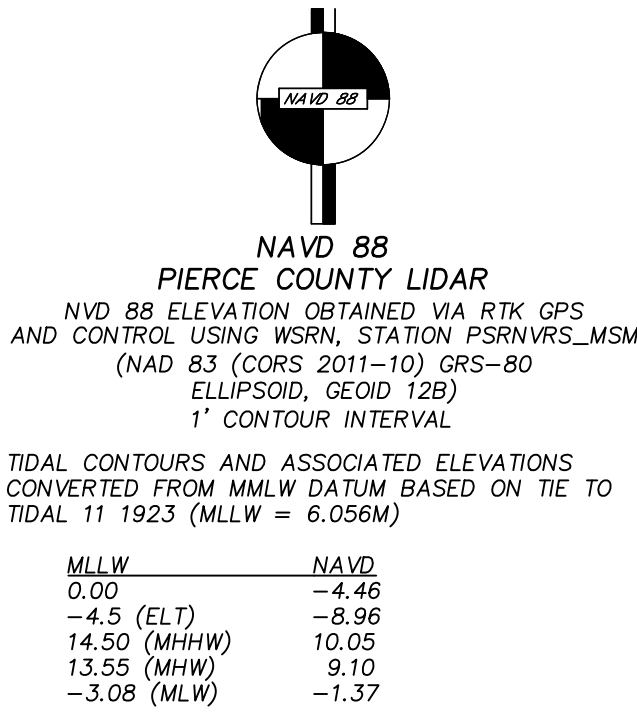 NAVD 88
NAVD 88
PIERCE COUNTY LIDAR
NVD 88 ELEVATION OBTAINED VIA RTK GPS
AND CONTROL USING WSRN, STATION PSRNVRS_MSM
(NAD 83 (CORS 2011-10) GRS-80
ELLIPSOID, GEOID 12B)
1' CONTOUR INTERVAL
TIDAL CONTOURS AND ASSOCIATED ELEVATIONS
CONVERTED FROM MMLW DATUM BASED ON TIE TO
TIDAL 11 1923 (MLLW = 6.056M)
MLLW NAVD
0.00 -4.46
-4.5 (ELT) -8.96
14.50 (MHHW) 10.05
13.55 (MHW) 9.10
-3.08 (MLW) -1.37